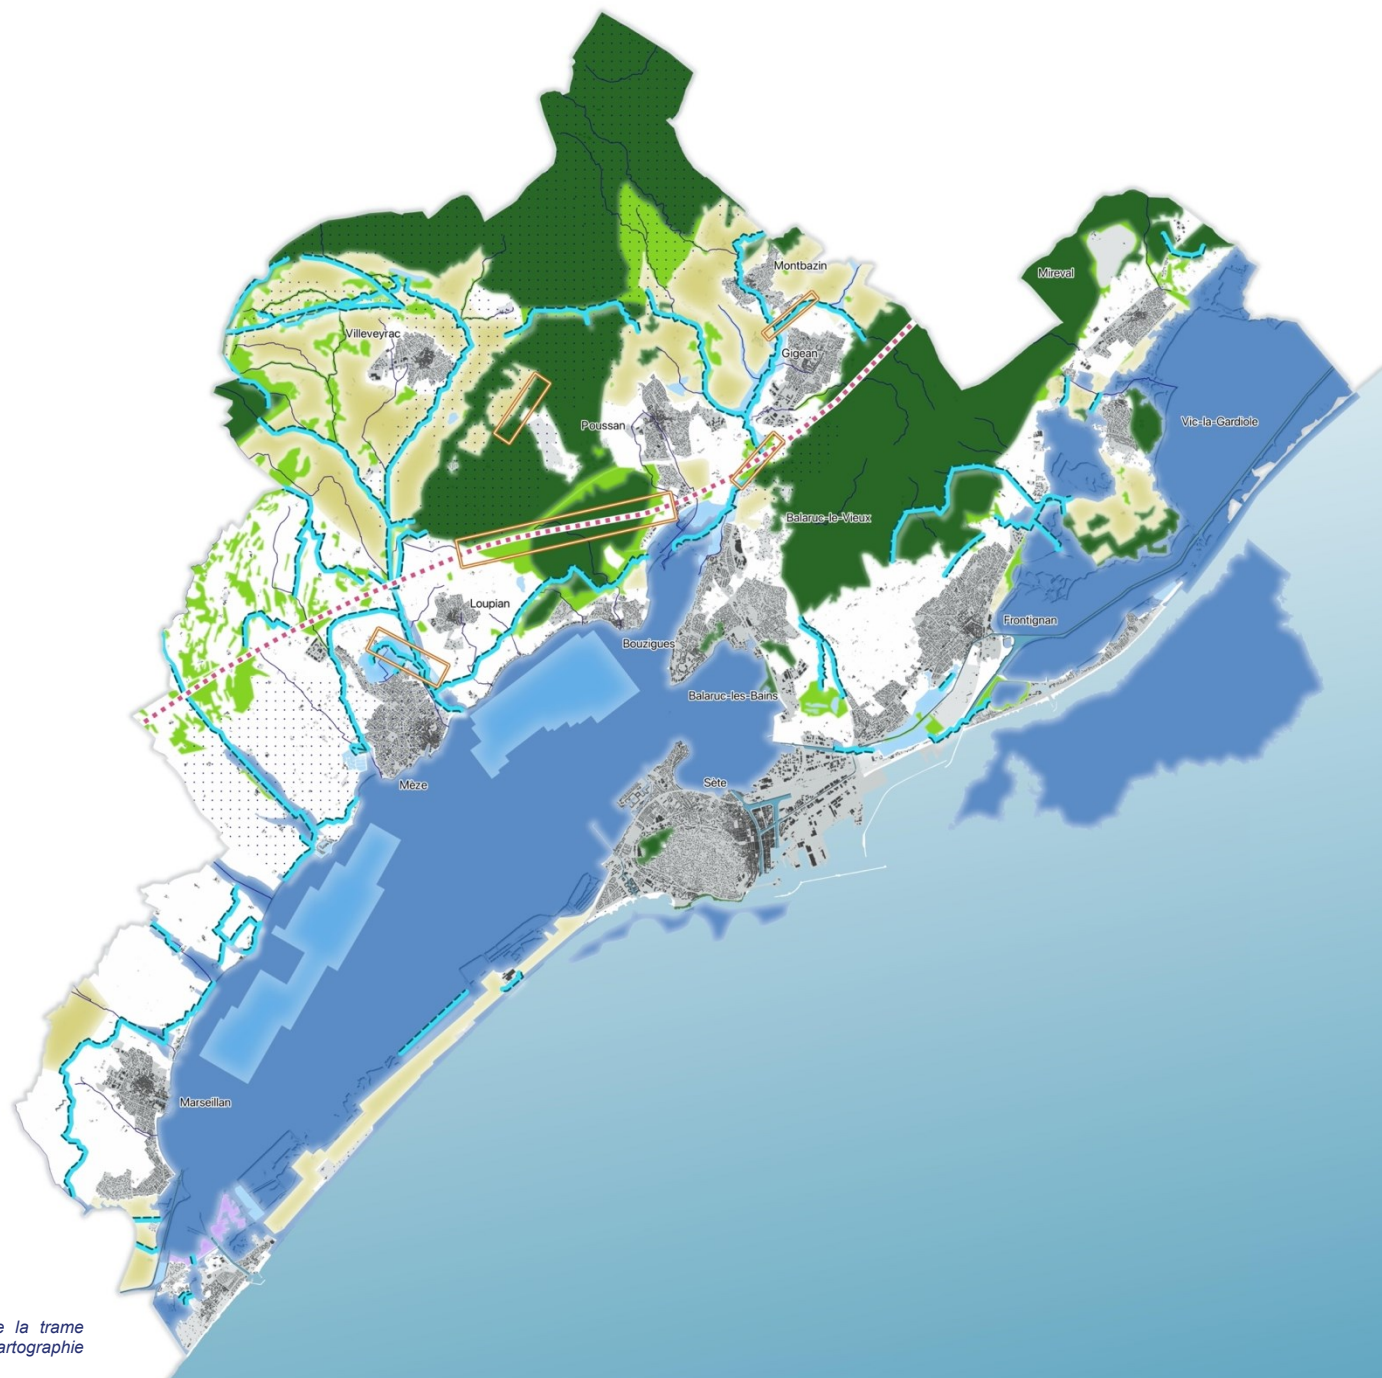 Montbazin
Mireval
Villeveyrac
Gigean
Poussan
Vic-la-Gardiole
Balaruc-le-Vieux
Loupian
Frontignan
Bouzigues
Balaruc-les-Bains
Sète
Mèze
Marseillan
la trame
artographie